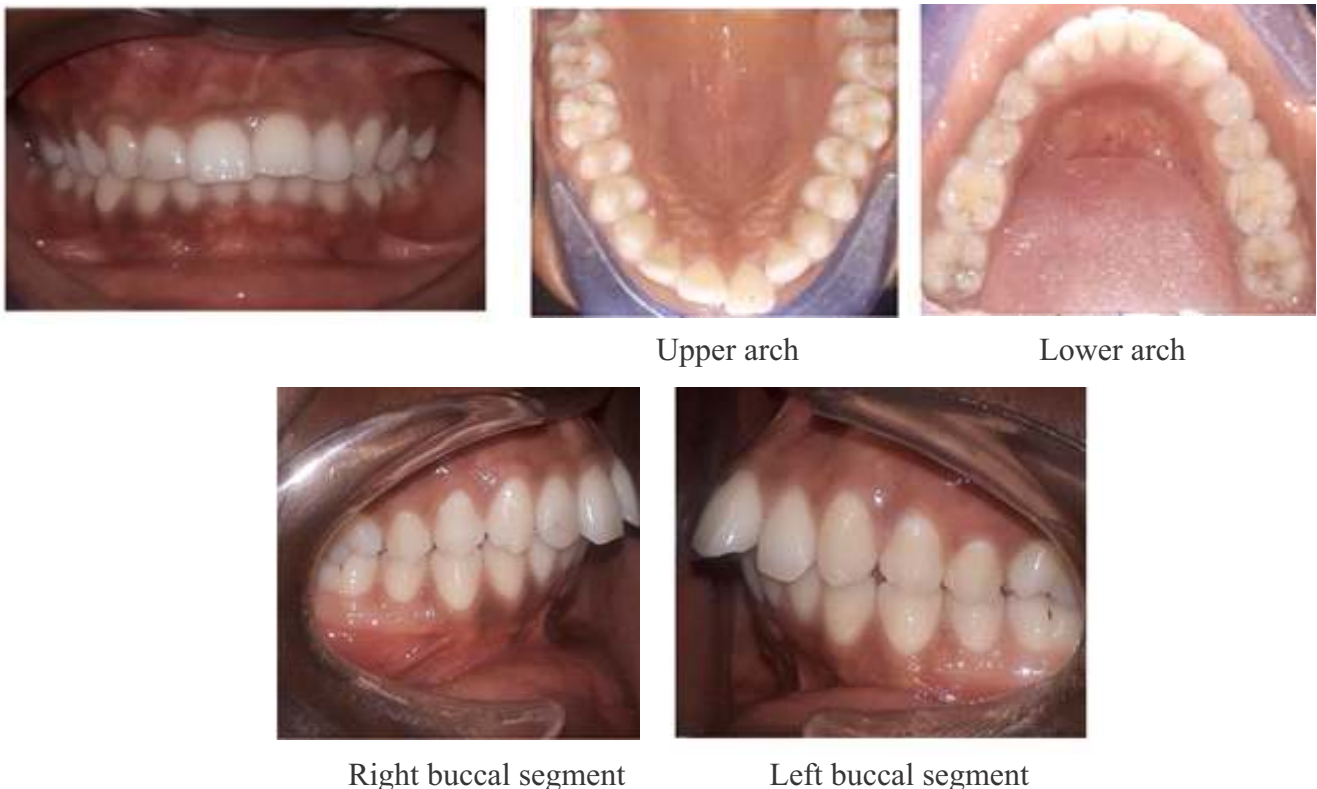 Upper arch
Lower arch
Right buccal segment
Left buccal segment